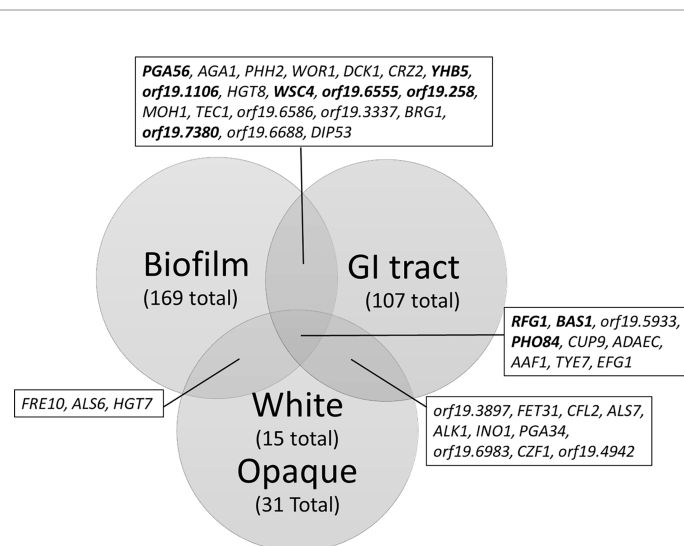 PGA56, AGA1, PHH2, WOR1, DCK1, CRZ2, YHB5,
orf19.1106, HGT8, WSC4, orf19.6555, orf19.258,
MOH1, TEC1, orf19.6586, orf19.3337, BRG1,
orf19.7380, orf19.6688, DIP53
Biofilm
(169 total)
GI tract
(107 total)
RFG1, BAS1, orf19.5933,
PHO84, CUP9, ADAEC,
AAF1, TYE7, EFG1
FRE10, ALS6, HGT7
White
(15 total)
Opaque
(31 Total)
orf19.3897, FET31, CFL2, ALS7,
ALK1, INO1, PGA34,
orf19.6983, CZF1, orf19.4942